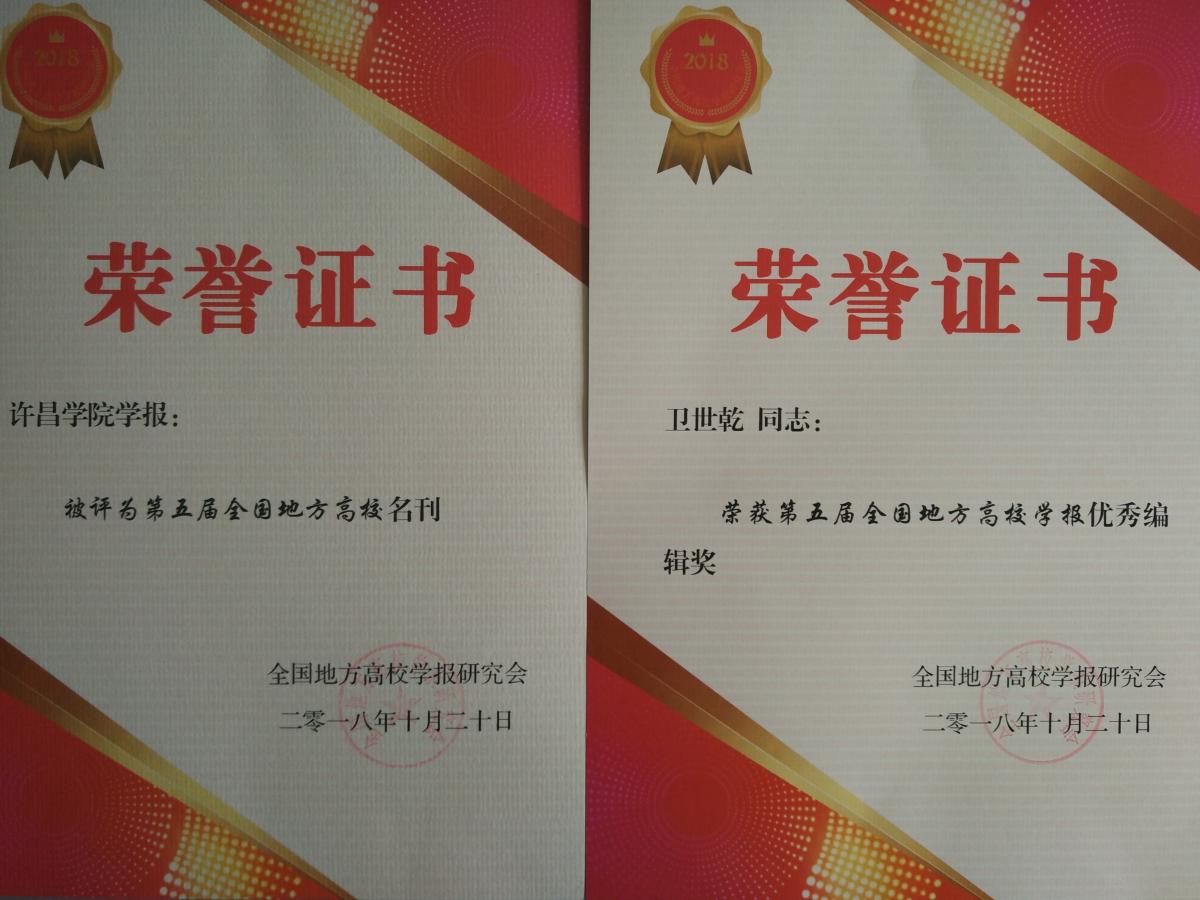 2018
荣誉证书
许昌学院学报：
被评为第五届全国地方高校名刊
全国地方高校学报研究会
二零一八年十月二十日
2018
荣誉证书
卫世乾 同志：
荣获第五届全国地方高校学报优秀编
辑奖
全国地方高校学报研究会
二零一八年十月二十日